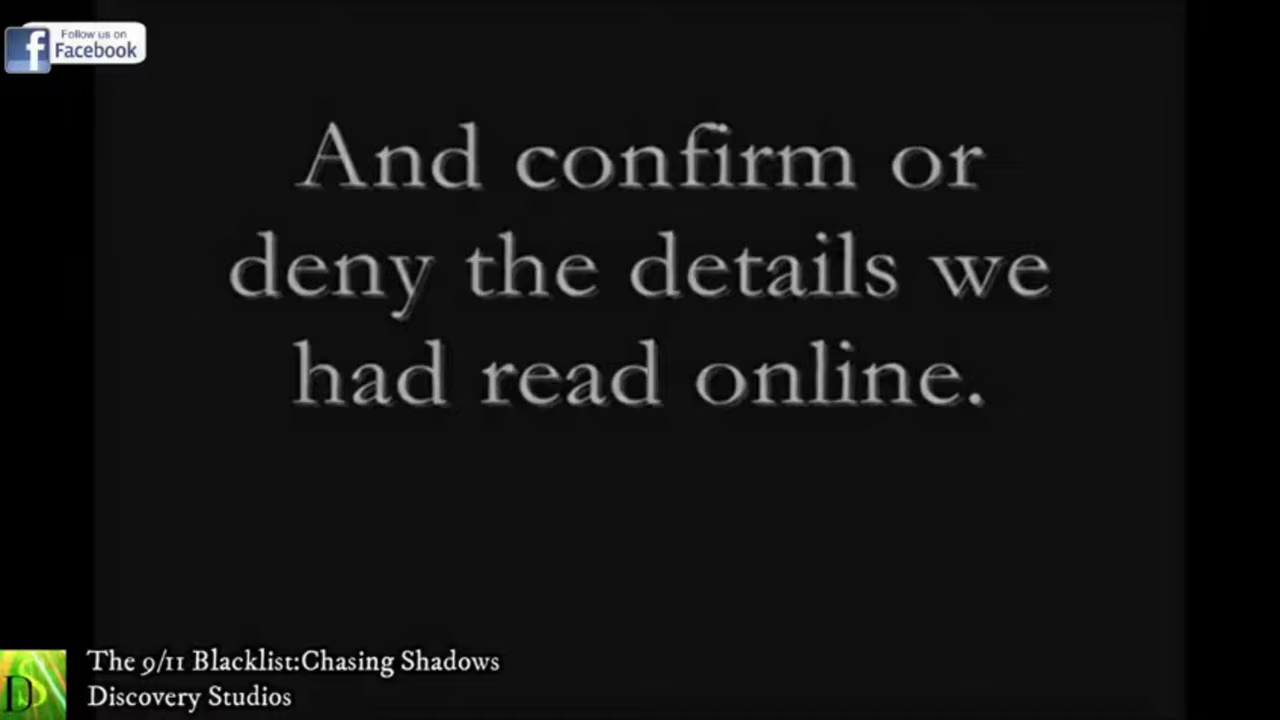 Follow us on
Facebook
And confirm or
deny the details we
had read online.
The 9/11 Blacklist:Chasing Shadows
Discovery Studios